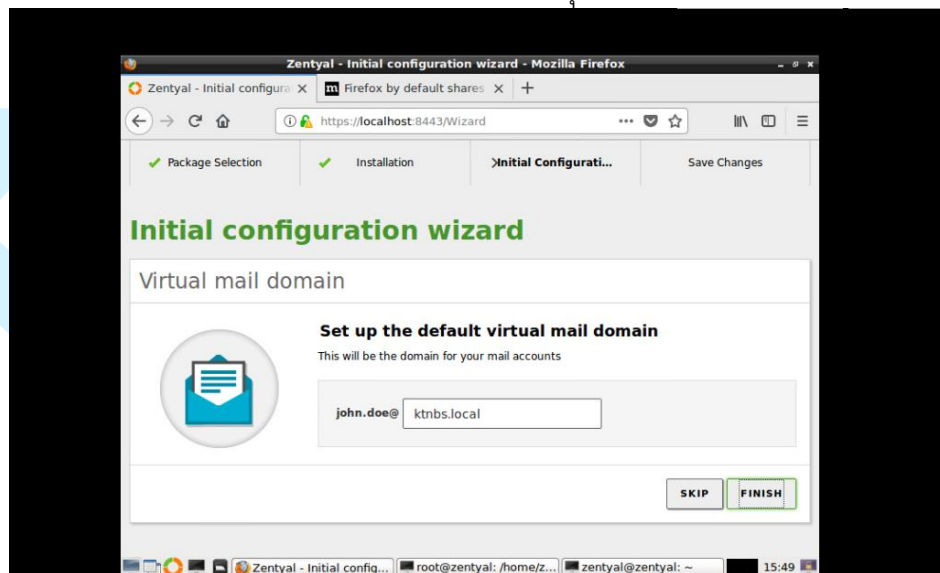 Zentyal - Initial configuration wizard - Mozilla Firefox
Zentyal - Initial configura
Firefox by default shares
https://localhost:8443/Wizard
Package Selection
Installation
Initial Configurati...
Save Changes
Initial configuration wizard
Virtual mail domain
Set up the default virtual mail domain
This will be the domain for your mail accounts
john.doe@ ktnbs.local
SKIP FINISH
Zentyal - Initial config... root@zentyal: /home/z... zentyal@zentyal: ~ 15:49